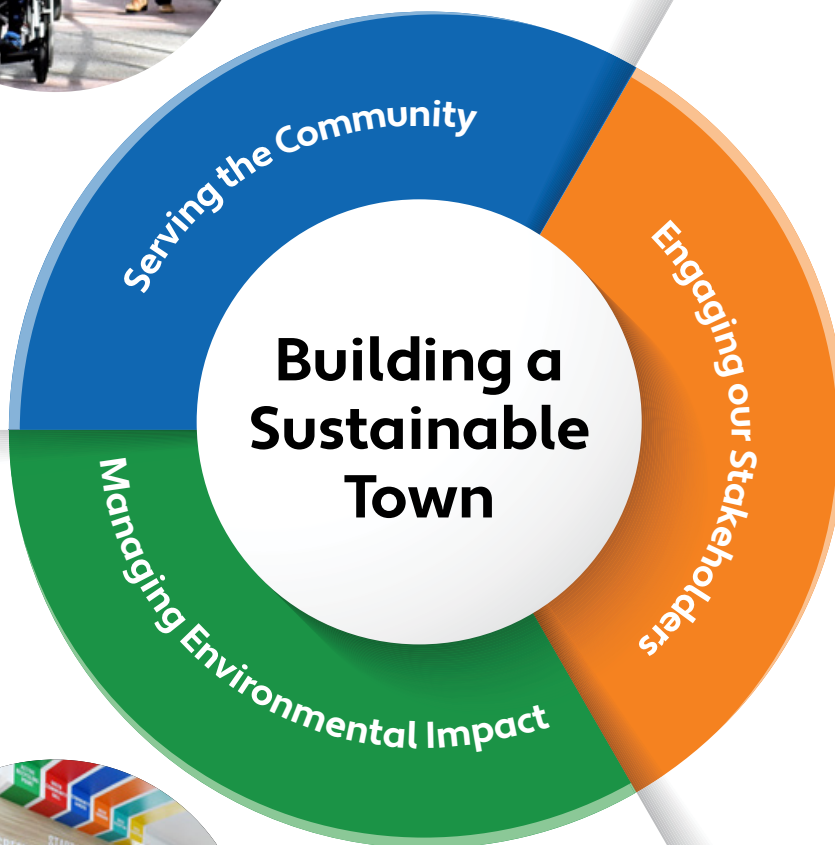 Serving the Community
Engaging our Stakeholders
Building a
Sustainable
Town
Managing Environmental Impact